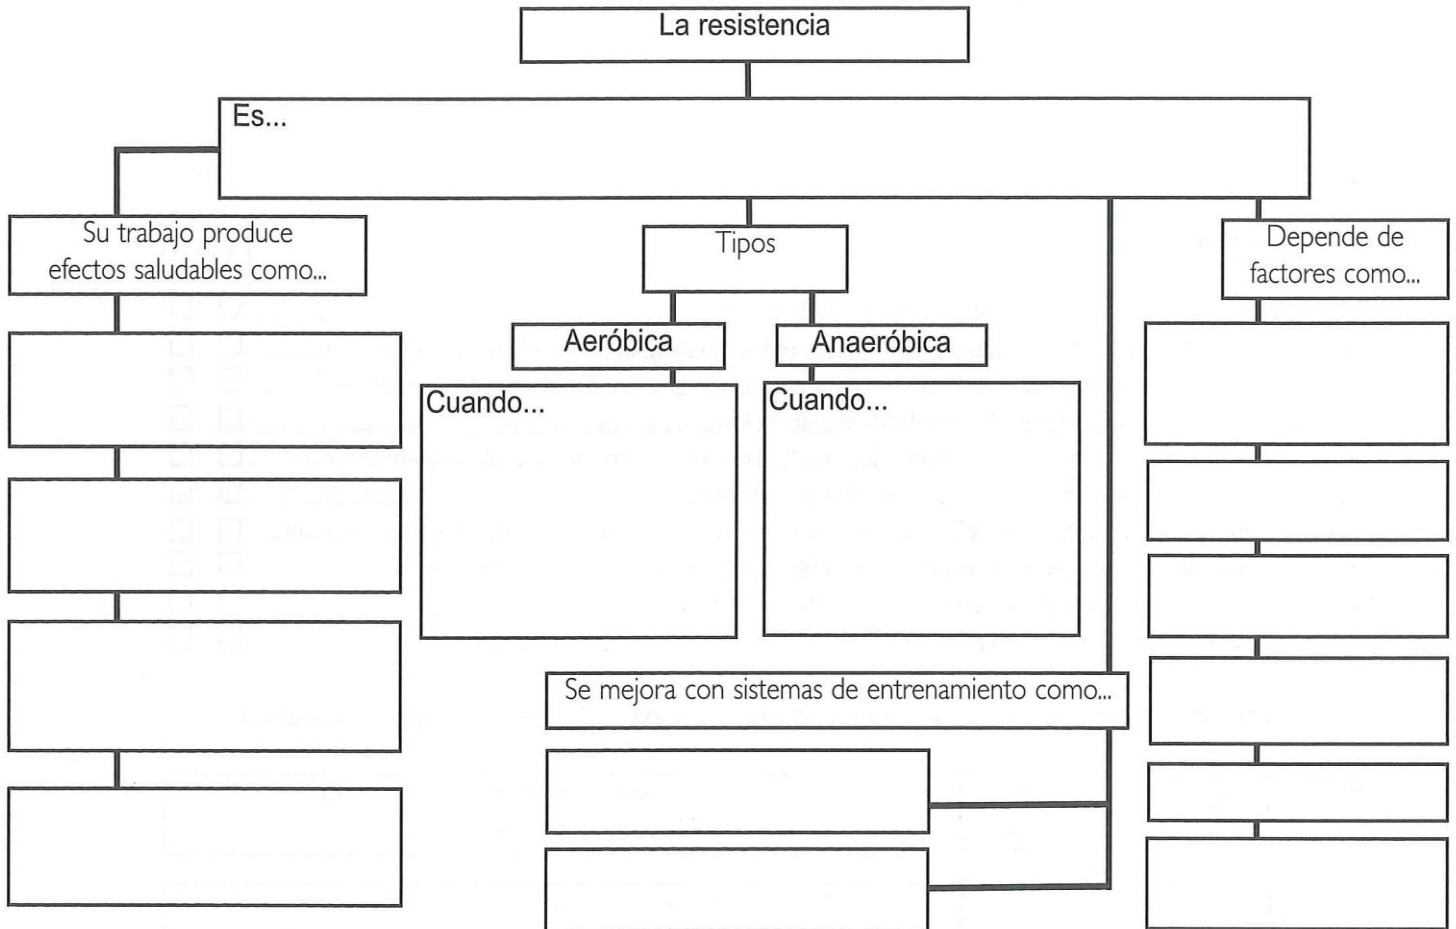 La resistencia
Es...
Su trabajo produce
efectos saludables como...
Tipos
Depende de
factores como...
Aeróbica
Anaeróbica
Cuando...
Cuando...
Se mejora con sistemas de entrenamiento como...